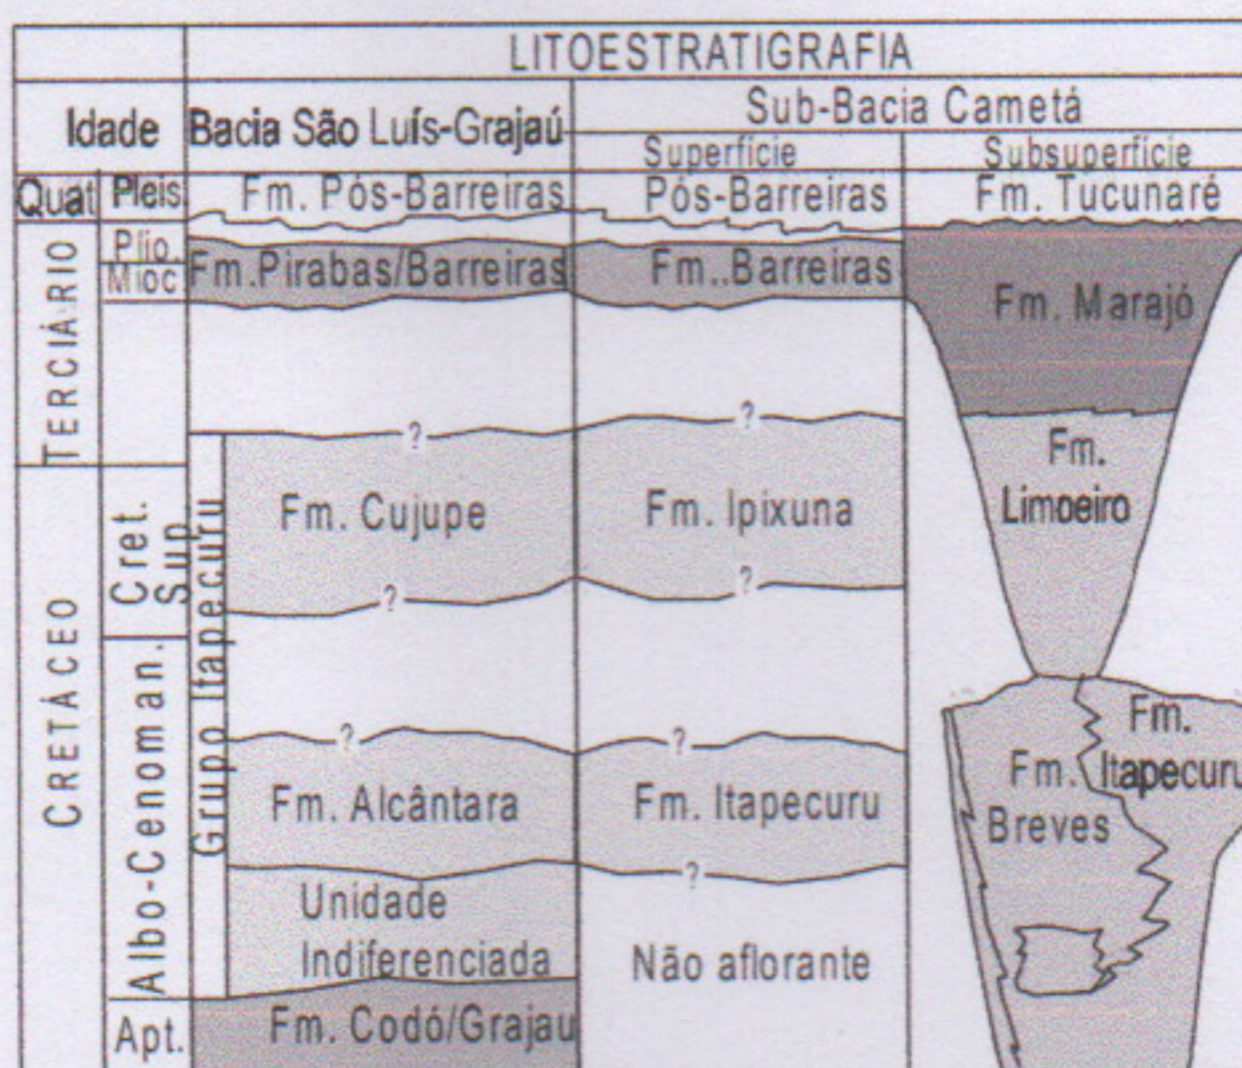 LITOESTRATIGRAFIA
Idade
Bacia São Luís-Grajaú
Sub-Bacia Cametá
Superfície
Subsuperfície
Quat
Pleis.
Fm. Pós-Barreiras
Pós-Barreiras
Fm. Tucunaré
TERCIÁRIO
Plio.
Mioc
Fm.Pirabas/Barreiras
Fm..Barreiras
Fm. Marajó
?
?
CRETÁCEO
Cret.
Sup.
Grupo Itapecuru
Fm. Cujupe
Fm. Ipixuna
Fm.
Limoeiro
?
?
Albo-Cenoman.
?
?
Fm. Alcântara
Fm. Itapecuru
Fm.
Breves
Fm.
Itapecuru
?
Unidade
Indiferenciada
Não aflorante
Apt.
Fm. Codó/Grajau